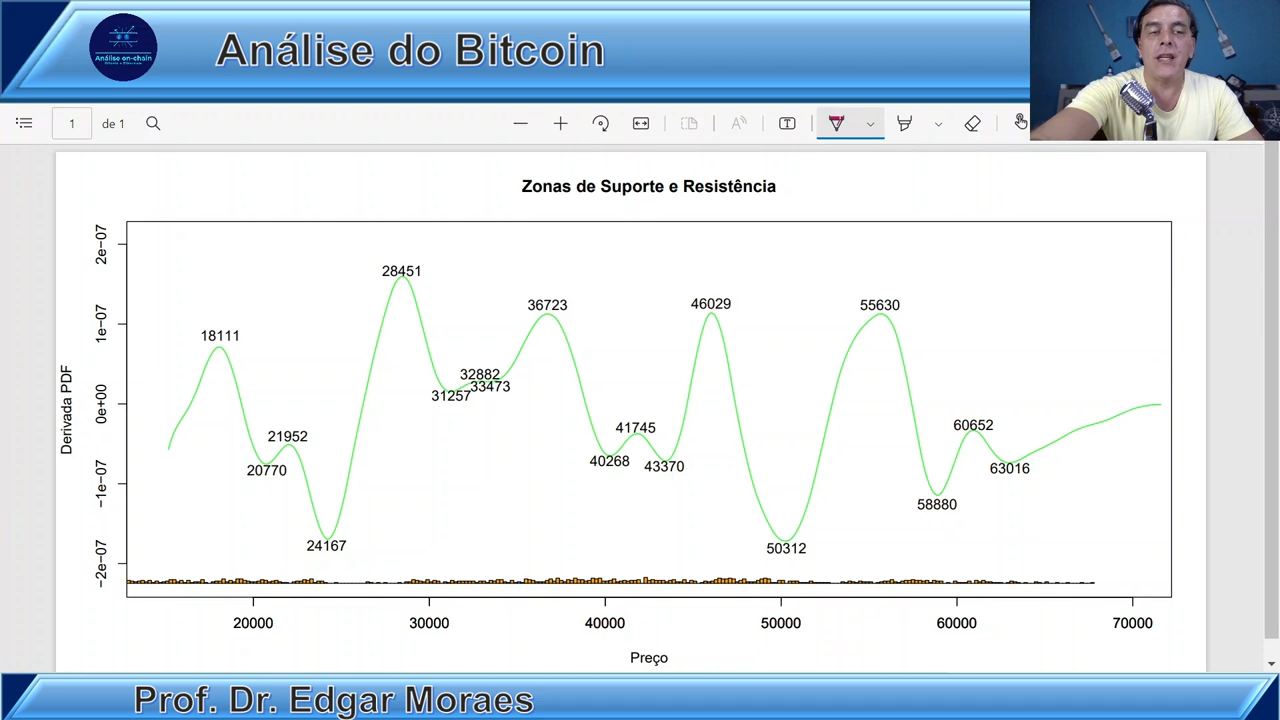 Análise on-chain
Análise do Bitcoin
1 de 1
Zonas de Suporte e Resistência
2e−07
1e−07
0e+00
−1e−07
−2e−07
Derivada PDF
18111
20770
21952
24167
28451
31257
32882
33473
36723
40268
41745
43370
46029
50312
55630
58880
60652
63016
20000
30000
40000
50000
60000
70000
Preço
Prof. Dr. Edgar Moraes